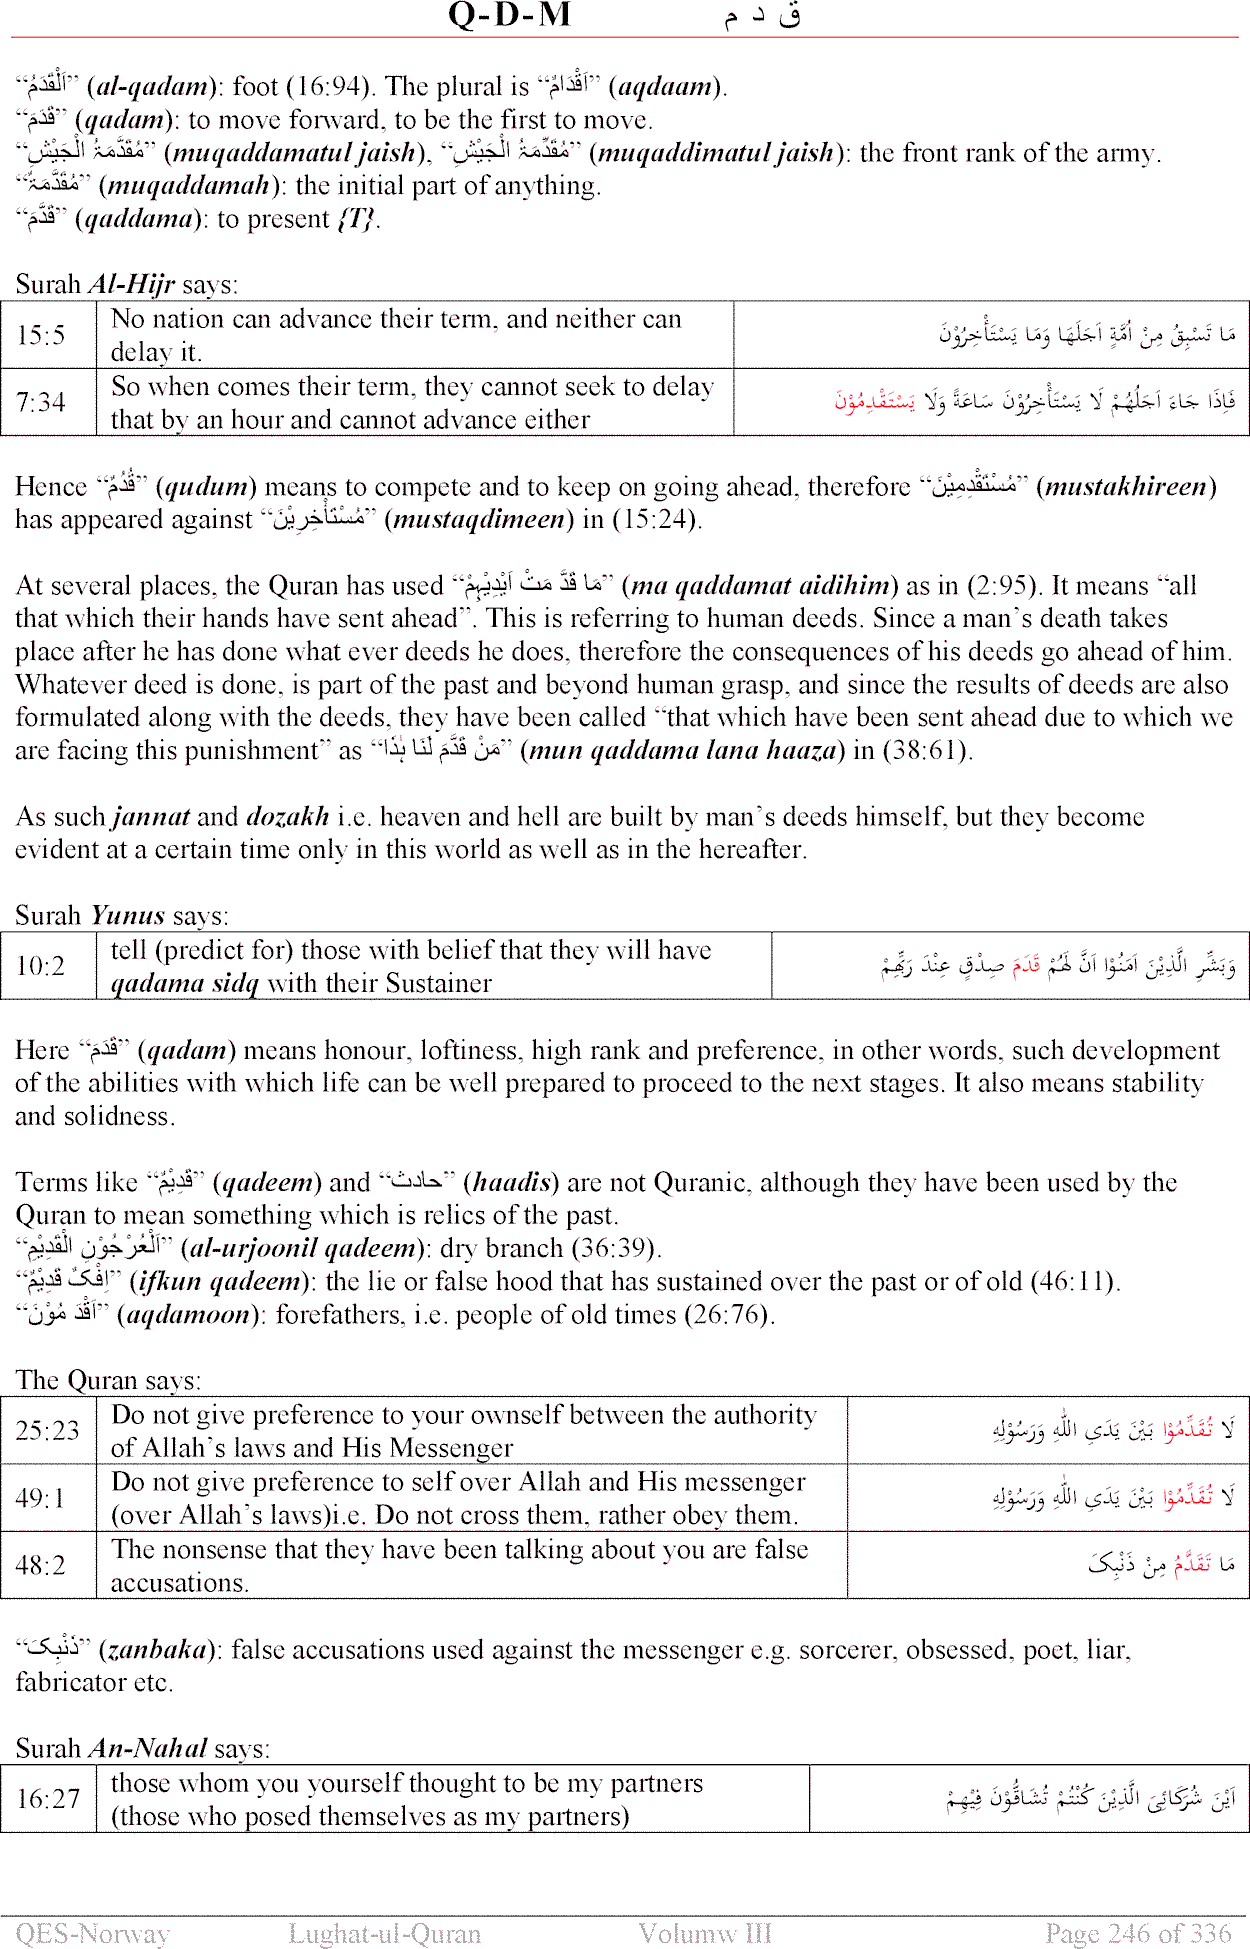 Q-D-M ق د م
“اَلْقَدَمُ” (al-qadam): foot (16:94). The plural is “اَقْدَامٌ” (aqdaam).
“قَدَمَ” (qadam): to move forward, to be the first to move.
“مُقَدَّمَۃُ الْجَیْشِ” (muqaddamatul jaish), “مُقَدِّمَۃُ الْجَیْشِ” (muqaddimatul jaish): the front rank of the army.
“مُقَدَّمَۃٌ” (muqaddamah): the initial part of anything.
“قَدَّمَ” (qaddama): to present {T}.
Surah Al-Hijr says:
15:5 No nation can advance their term, and neither can
delay it. مَا تَسْبِقُ مِنْ اُمَّةٍ اَجَلَهَا وَمَا يَسْتَأْخِرُوْنَ
7:34 So when comes their term, they cannot seek to delay
that by an hour and cannot advance either فَاِذَا جَاءَ اَجَلُهُمْ لَا يَسْتَأْخِرُوْنَ سَاعَةً وَلَا يَسْتَقْدِمُوْنَ
Hence “قُدُمٌ” (qudum) means to compete and to keep on going ahead, therefore “مُسْتَقْدِمِیْنَ” (mustakhireen)
has appeared against “مُسْتَأْخِرِیْنَ” (mustaqdimeen) in (15:24).
At several places, the Quran has used “مَا قَدَّ مَتْ اَیْدِیْہِمْ” (ma qaddamat aidihim) as in (2:95). It means “all
that which their hands have sent ahead”. This is referring to human deeds. Since a man’s death takes
place after he has done what ever deeds he does, therefore the consequences of his deeds go ahead of him.
Whatever deed is done, is part of the past and beyond human grasp, and since the results of deeds are also
formulated along with the deeds, they have been called “that which have been sent ahead due to which we
are facing this punishment” as “مَنْ قَدَّمَ لَنَا ہٰذَا” (mun qaddama lana haaza) in (38:61).
As such jannat and dozakh i.e. heaven and hell are built by man’s deeds himself, but they become
evident at a certain time only in this world as well as in the hereafter.
Surah Yunus says:
10:2 tell (predict for) those with belief that they will have
qadama sidq with their Sustainer وَبَشِّرِ الَّذِيْنَ اٰمَنُوْا اَنَّ لَهُمْ قَدَمَ صِدْقٍ عِنْدَ رَبِّهِمْ
Here “قَدَمَ” (qadam) means honour, loftiness, high rank and preference, in other words, such development
of the abilities with which life can be well prepared to proceed to the next stages. It also means stability
and solidness.
Terms like “قَدِیْمٌ” (qadeem) and “حادث” (haadis) are not Quranic, although they have been used by the
Quran to mean something which is relics of the past.
“اَلْعُرْجُوْنِ الْقَدِیْمِ” (al-urjoonil qadeem): dry branch (36:39).
“اِفْکٌ قَدِیْمٌ” (ifkun qadeem): the lie or false hood that has sustained over the past or of old (46:11).
“اَقْدَ مُوْنَ” (aqdamoon): forefathers, i.e. people of old times (26:76).
The Quran says:
25:23 Do not give preference to your ownself between the authority
of Allah’s laws and His Messenger لَا تُقَدِّمُوْا بَيْنَ يَدَيِ اللّٰهِ وَرَسُوْلِهِ
49:1 Do not give preference to self over Allah and His messenger
(over Allah’s laws)i.e. Do not cross them, rather obey them. لَا تُقَدِّمُوْا بَيْنَ يَدَيِ اللّٰهِ وَرَسُوْلِهِ
48:2 The nonsense that they have been talking about you are false
accusations. مَا تَقَدَّمُ مِنْ ذَنْبِکَ
“ذَنْبِکَ” (zanbaka): false accusations used against the messenger e.g. sorcerer, obsessed, poet, liar,
fabricator etc.
Surah An-Nahal says:
16:27 those whom you yourself thought to be my partners
(those who posed themselves as my partners) اَيْنَ شُرَكَائِىَ الَّذِيْنَ كُنْتُمْ تُشَاقُّوْنَ فِيْهِمْ
QES-Norway Lughat-ul-Quran Volumw III Page 246 of 336